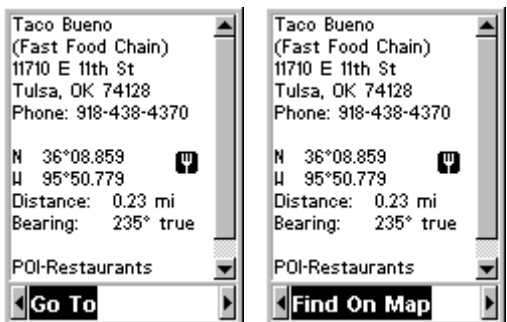 Taco Bueno
(Fast Food Chain)
11710 E 11th St
Tulsa, OK 74128
Phone: 918-438-4370
N 36°08.859
W 95°50.779
Distance: 0.23 mi
Bearing: 235° true
POI-Restaurants
Go To
Taco Bueno
(Fast Food Chain)
11710 E 11th St
Tulsa, OK 74128
Phone: 918-438-4370
N 36°08.859
W 95°50.779
Distance: 0.23 mi
Bearing: 235° true
POI-Restaurants
Find On Map